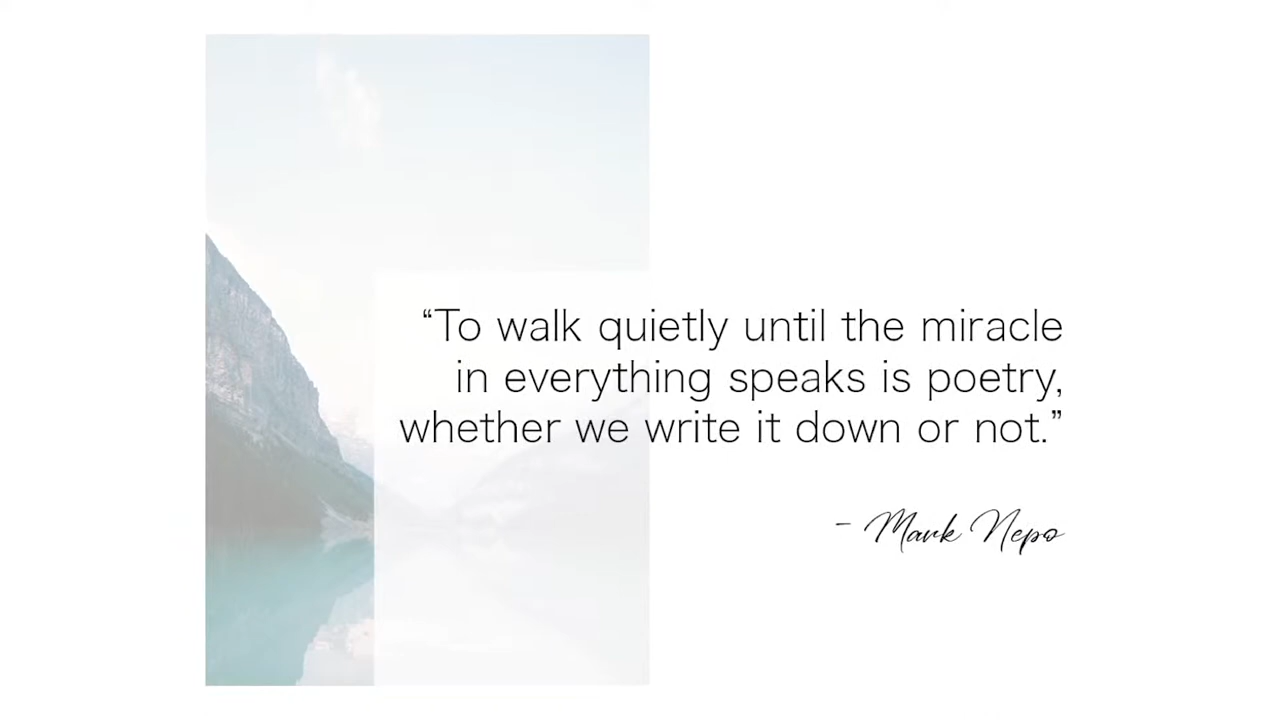 “To walk quietly until the miracle
in everything speaks is poetry,
whether we write it down or not.”
- Mark Nepo